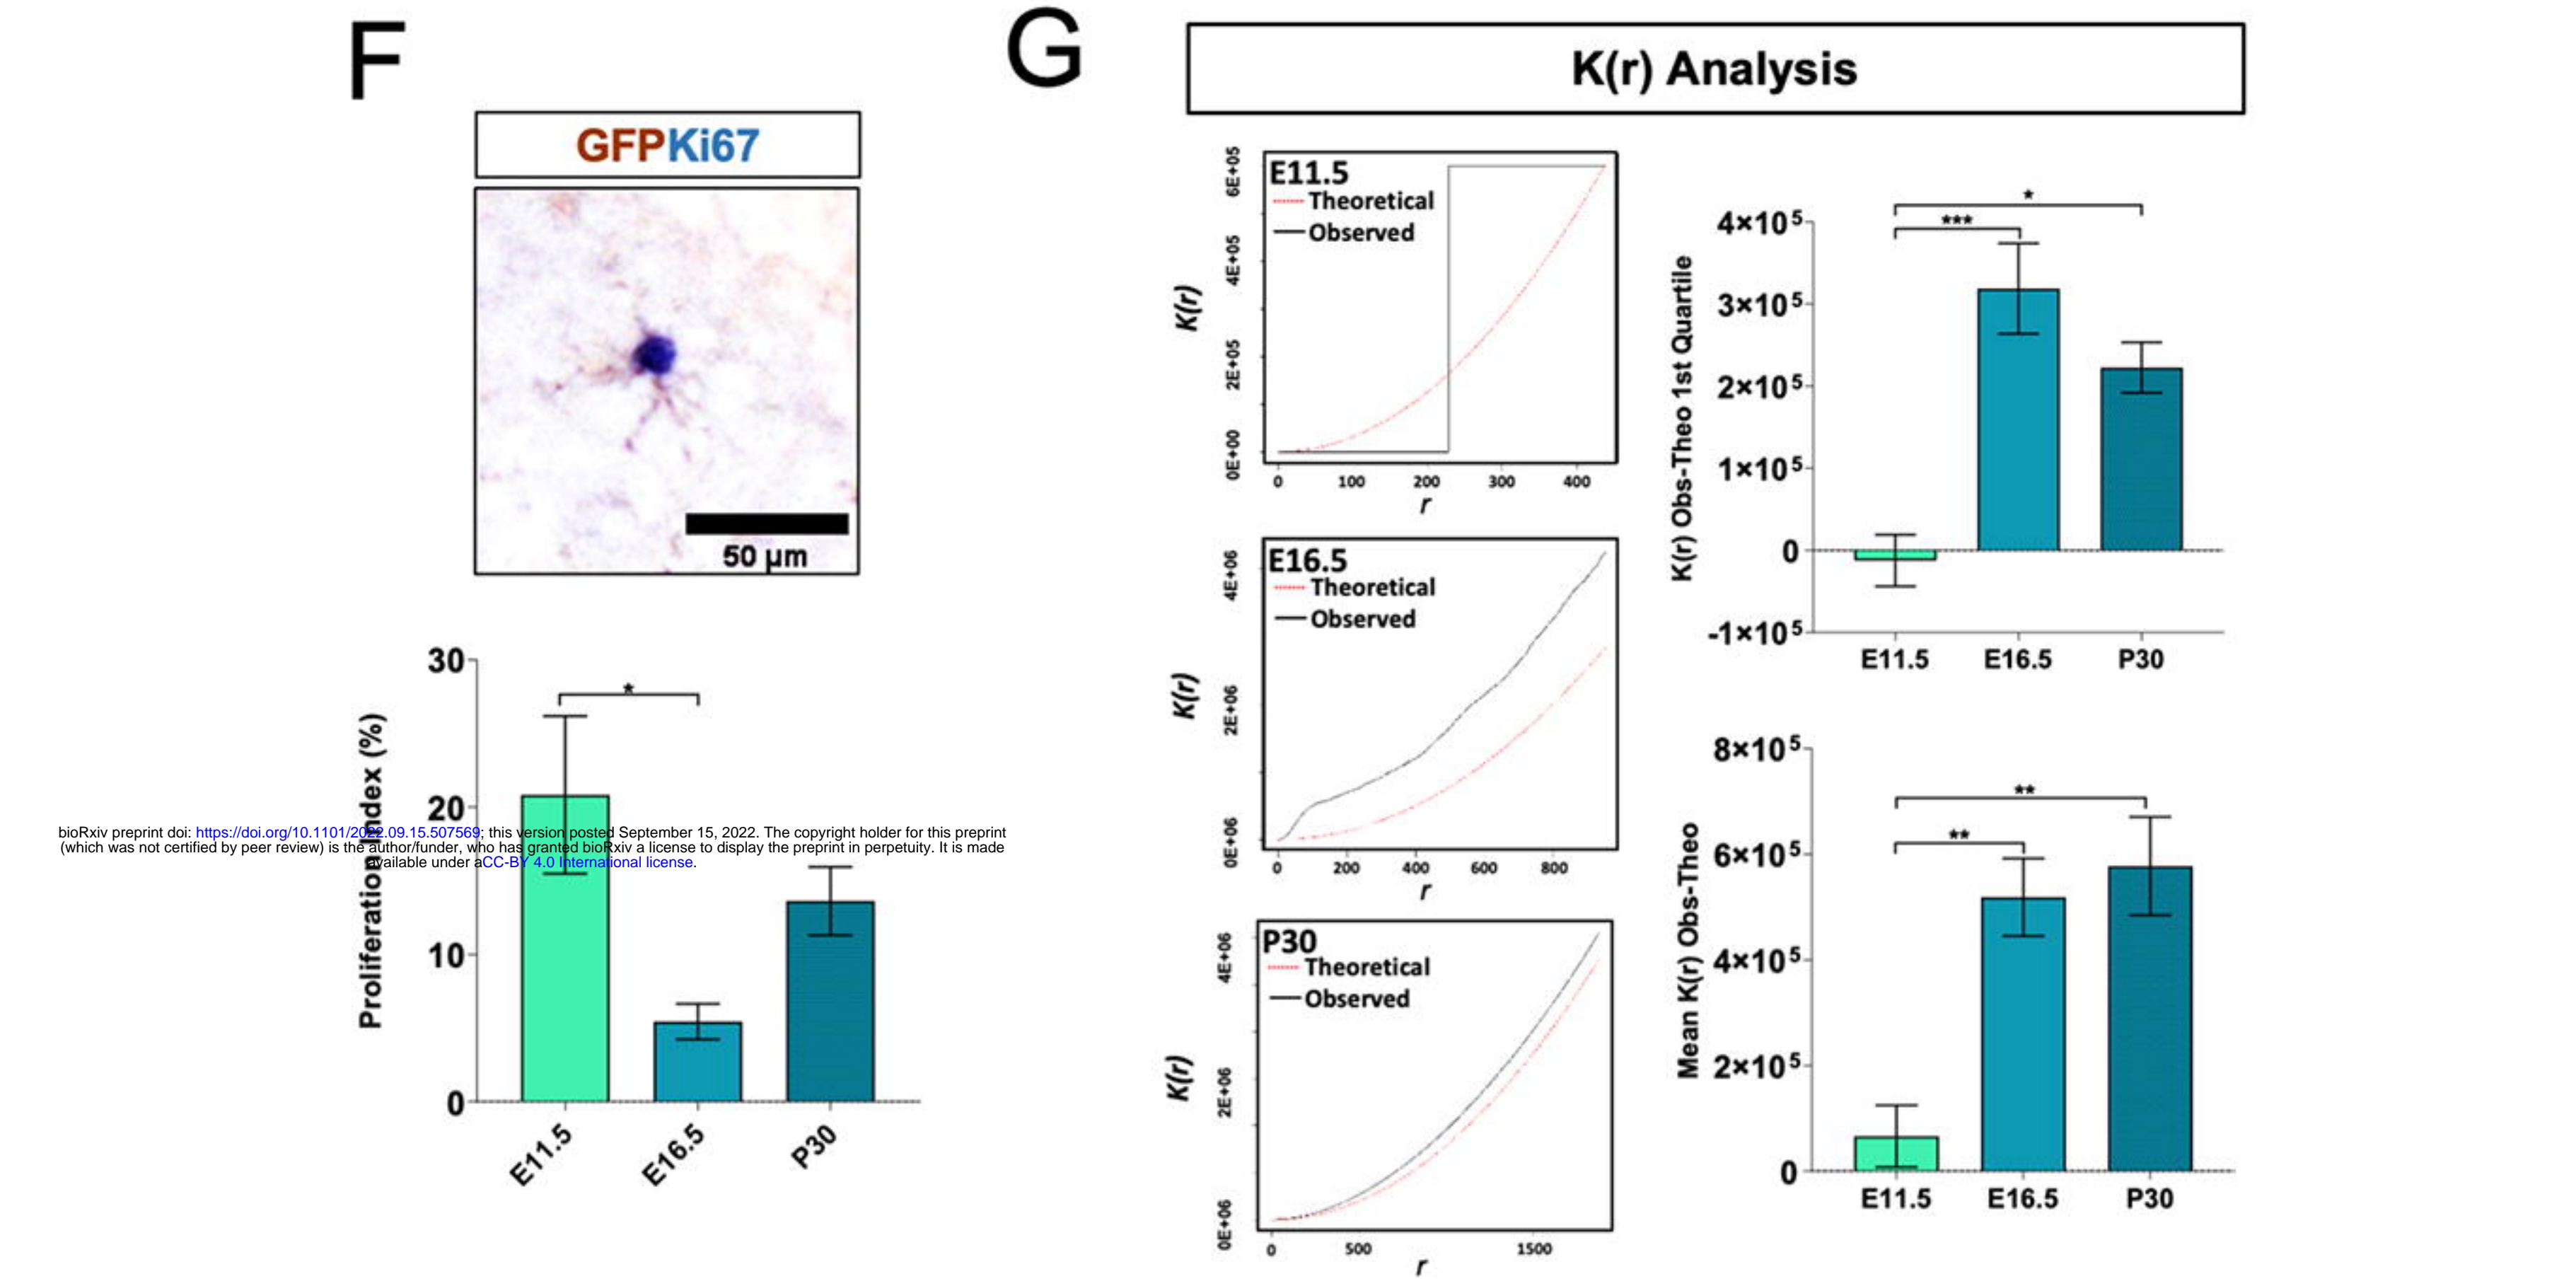 F
GFPKi67
50 µm
30
20
10
0
Proliferation Index (%)
*
E11.5
E16.5
P30
bioRxiv preprint doi: https://doi.org/10.1101/2022.09.15.507569; this version posted September 15, 2022. The copyright holder for this preprint
(which was not certified by peer review) is the author/funder, who has granted bioRxiv a license to display the preprint in perpetuity. It is made
available under aCC-BY 4.0 International license.
G
K(r) Analysis
E11.5
Theoretical
Observed
K(r)
6E+05
4E+05
2E+05
0E+00
0 100 200 300 400
r
E16.5
Theoretical
Observed
K(r)
4E+06
2E+06
0E+06
0 200 400 600 800
r
P30
Theoretical
Observed
K(r)
4E+06
2E+06
0E+06
0 500 1500
r
K(r) Obs-Theo 1st Quartile
4×10⁵
3×10⁵
2×10⁵
1×10⁵
0
-1×10⁵
*
***
E11.5 E16.5 P30
Mean K(r) Obs-Theo
8×10⁵
6×10⁵
4×10⁵
2×10⁵
0
**
**
E11.5 E16.5 P30